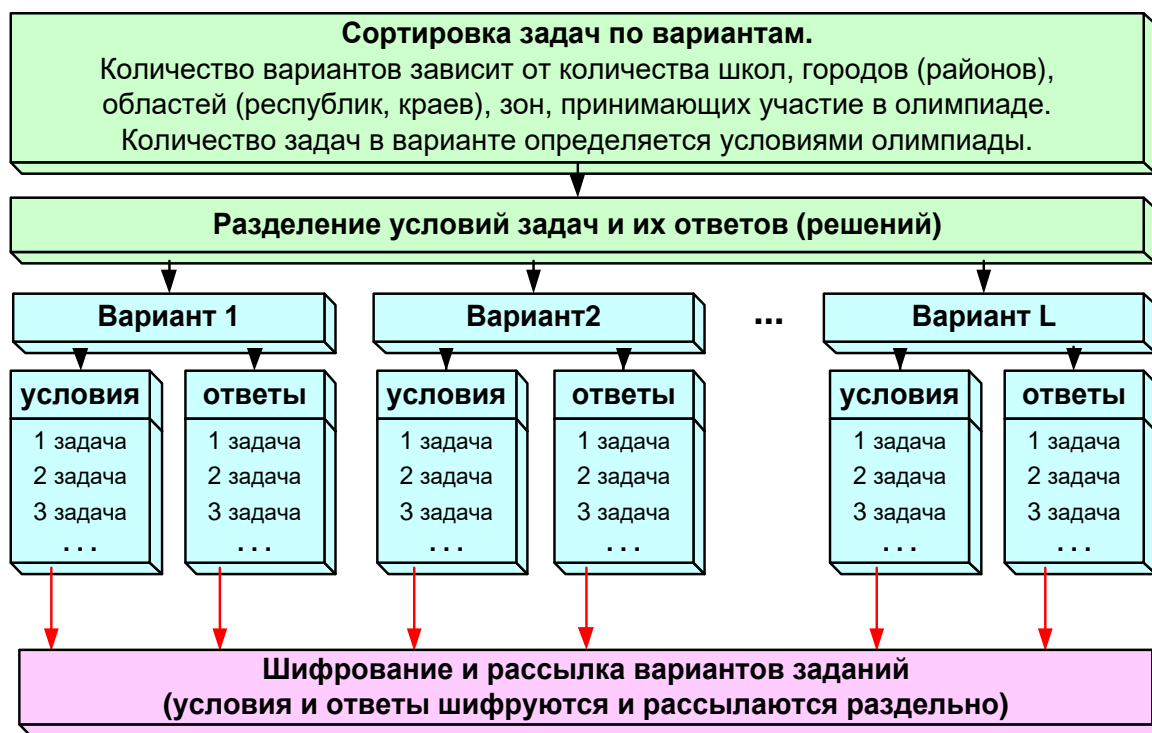 Сортировка задач по вариантам.
Количество вариантов зависит от количества школ, городов (районов),
областей (республик, краев), зон, принимающих участие в олимпиаде.
Количество задач в варианте определяется условиями олимпиады.
Разделение условий задач и их ответов (решений)
Вариант 1
Вариант2
...
Вариант L
условия
1 задача
2 задача
3 задача
. . .
ответы
1 задача
2 задача
3 задача
. . .
условия
1 задача
2 задача
3 задача
. . .
ответы
1 задача
2 задача
3 задача
. . .
условия
1 задача
2 задача
3 задача
. . .
ответы
1 задача
2 задача
3 задача
. . .
Шифрование и рассылка вариантов заданий
(условия и ответы шифруются и рассылаются раздельно)